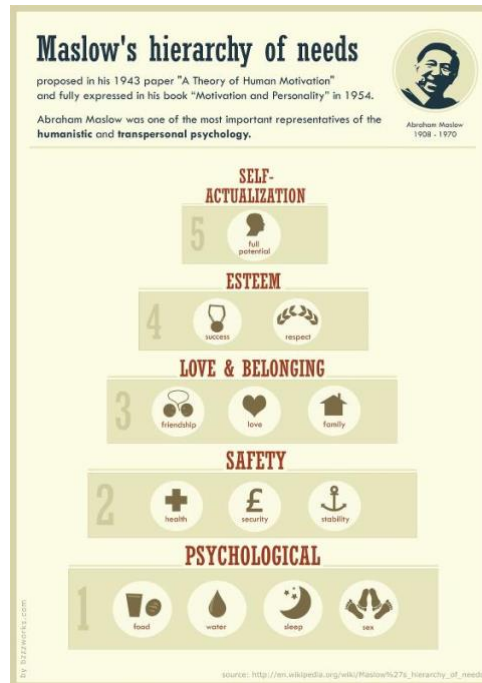 Maslow's hierarchy of needs
proposed in his 1943 paper "A Theory of Human Motivation"
and fully expressed in his book "Motivation and Personality" in 1954.
Abraham Maslow was one of the most important representatives of the
humanistic and transpersonal psychology.
Abraham Maslow
1908 - 1970
SELF-
ACTUALIZATION
5
full
potential
ESTEEM
4
success
respect
LOVE & BELONGING
3
friendship
love
family
SAFETY
2
£
health
security
stability
PSYCHOLOGICAL
1
food
water
sleep
sex
by bzzzworks.com
source: http://en.wikipedia.org/wiki/Maslow%27s_hierarchy_of_needs